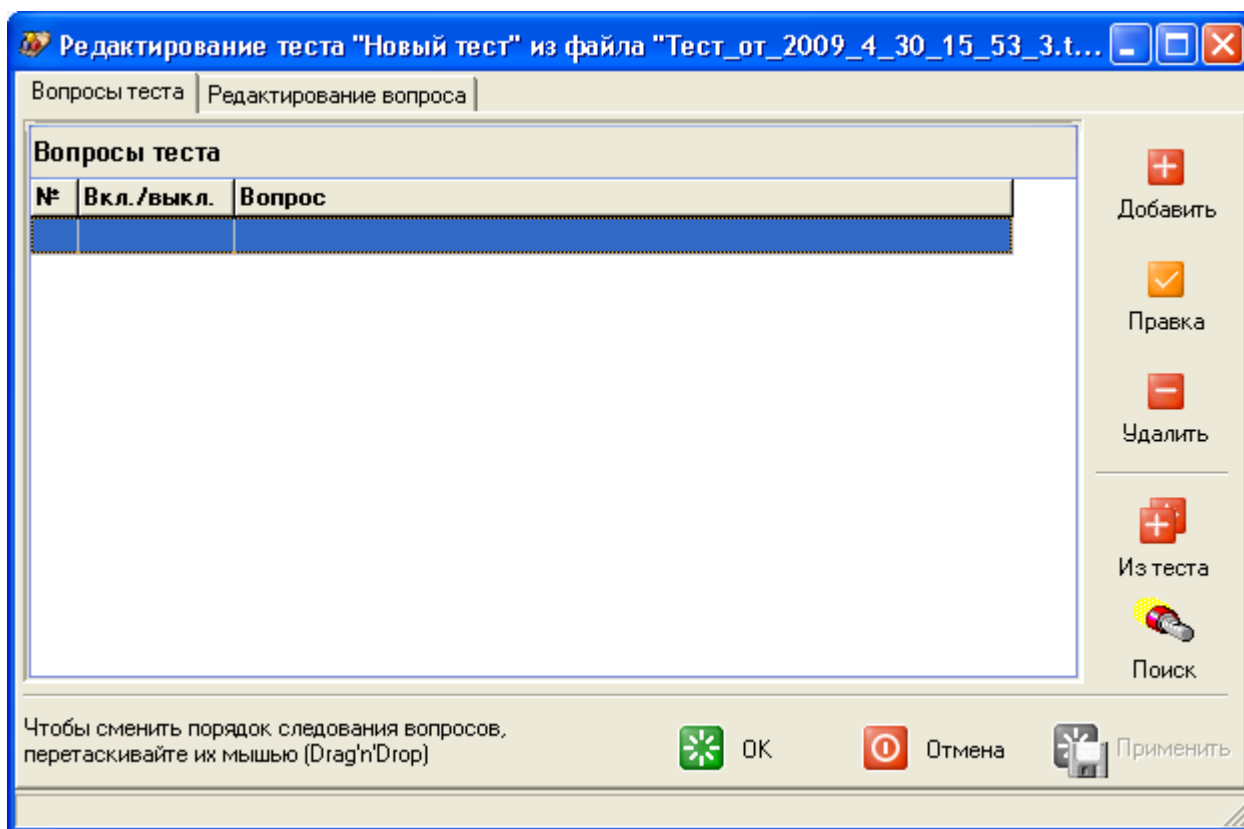 Редактирование теста "Новый тест" из файла "Тест_от_2009_4_30_15_53_3.t...
Вопросы теста Редактирование вопроса
Вопросы теста
№ Вкл./выкл. Вопрос
Добавить
Правка
Удалить
Из теста
Поиск
Чтобы сменить порядок следования вопросов,
перетаскивайте их мышью (Drag'n'Drop)
OK Отмена Применить